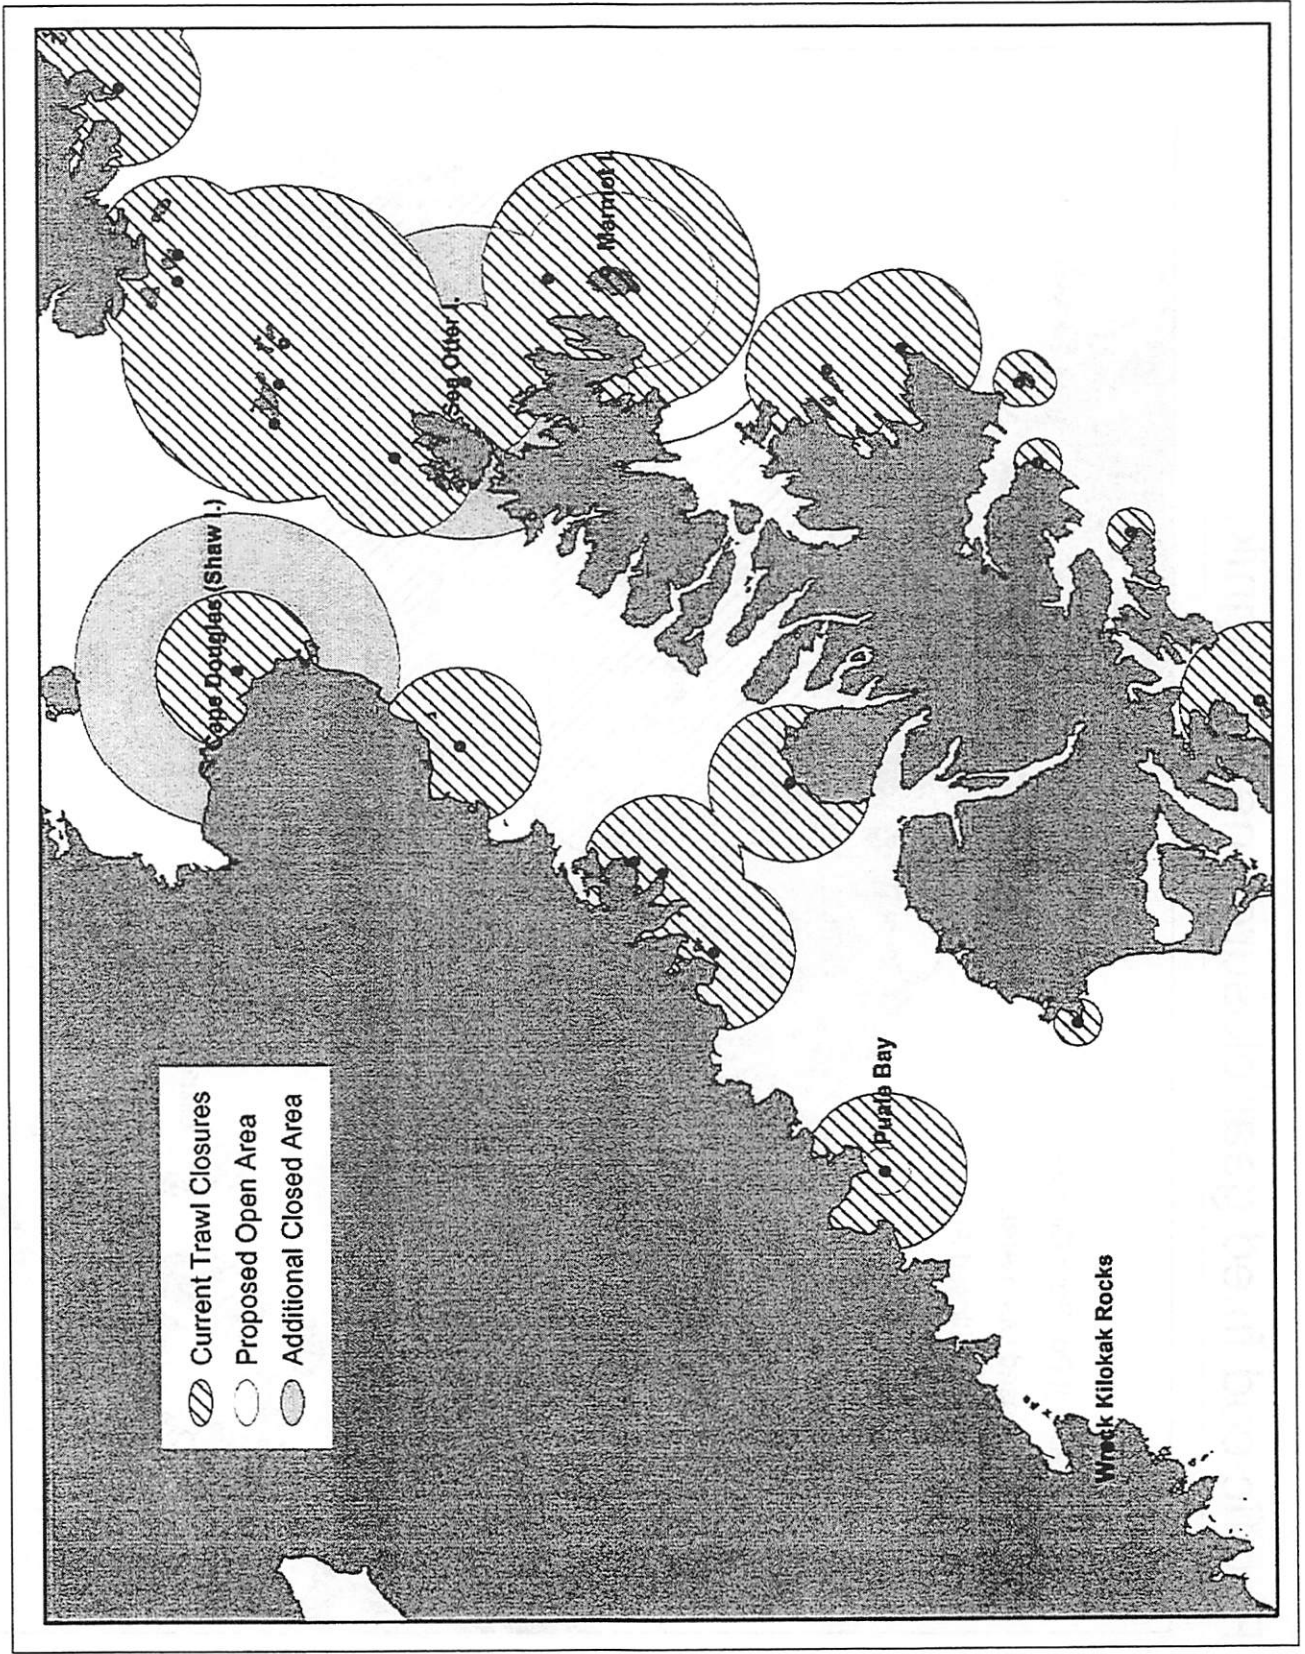 Current Trawl Closures
Proposed Open Area
Additional Closed Area
Cape Douglas (Shaw I.)
Sea Otter I.
Marmot I.
Puale Bay
Wreck Kilokak Rocks